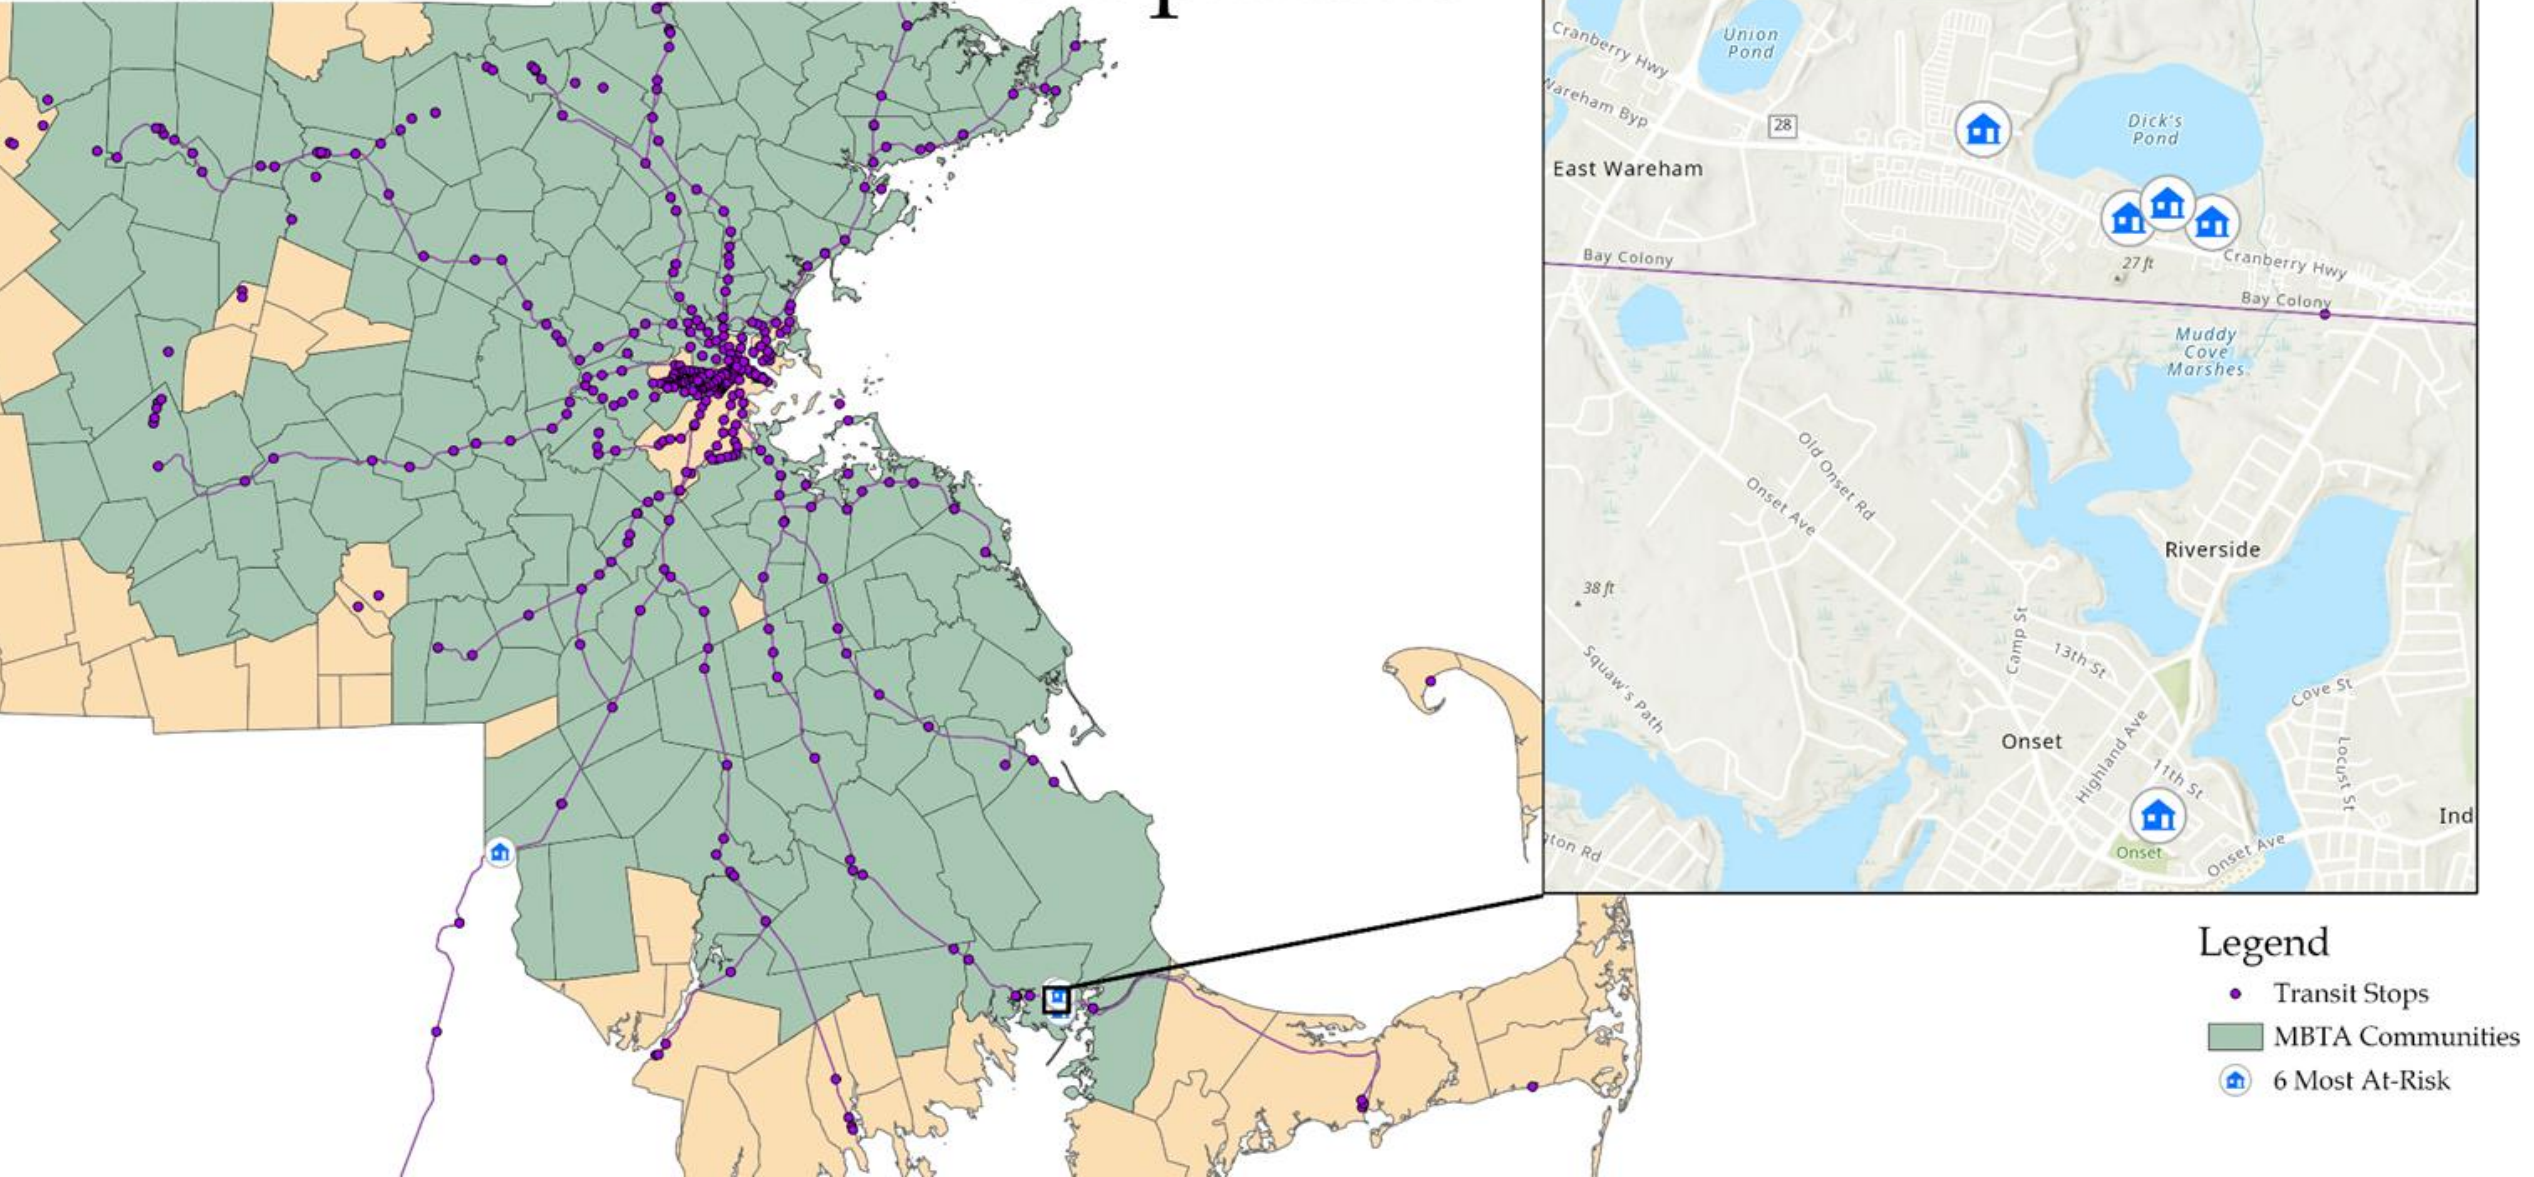 Cranberry Hwy
Union
Pond
Wareham Byp
28
Dick's
Pond
East Wareham
Bay Colony
27 ft
Cranberry Hwy
Bay Colony
Muddy
Cove
Marshes
Old Onset Rd
Onset Ave
Riverside
38 ft
Camp St
13th St
Squaw's Path
Cove St
Onset
Highland Ave
11th St
Locust St
Ind
gton Rd
Onset
Onset Ave
Legend
Transit Stops
MBTA Communities
6 Most At-Risk